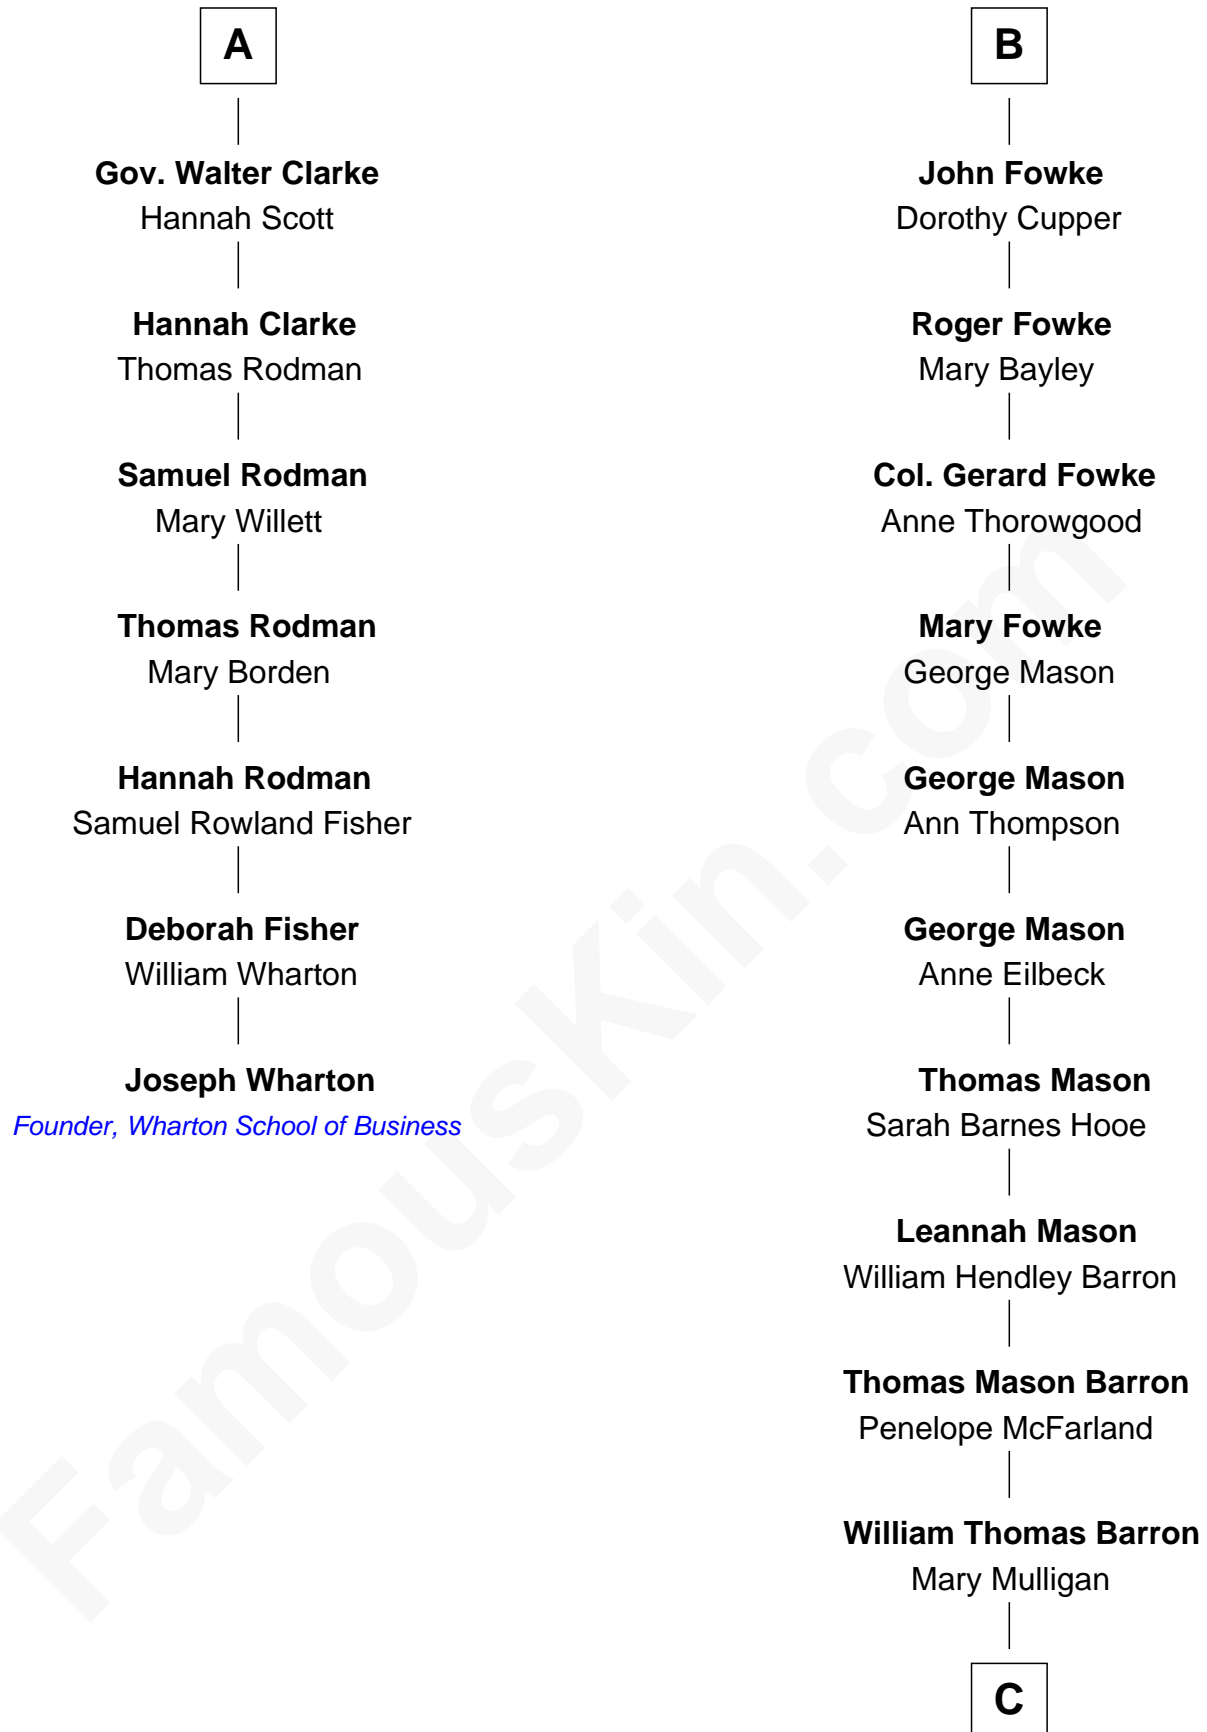 A
Gov. Walter Clarke
Hannah Scott
Hannah Clarke
Thomas Rodman
Samuel Rodman
Mary Willett
Thomas Rodman
Mary Borden
Hannah Rodman
Samuel Rowland Fisher
Deborah Fisher
William Wharton
Joseph Wharton
Founder, Wharton School of Business
B
John Fowke
Dorothy Cupper
Roger Fowke
Mary Bayley
Col. Gerard Fowke
Anne Thorowgood
Mary Fowke
George Mason
George Mason
Ann Thompson
George Mason
Anne Eilbeck
Thomas Mason
Sarah Barnes Hooe
Leannah Mason
William Hendley Barron
Thomas Mason Barron
Penelope McFarland
William Thomas Barron
Mary Mulligan
C
FamousKin.com